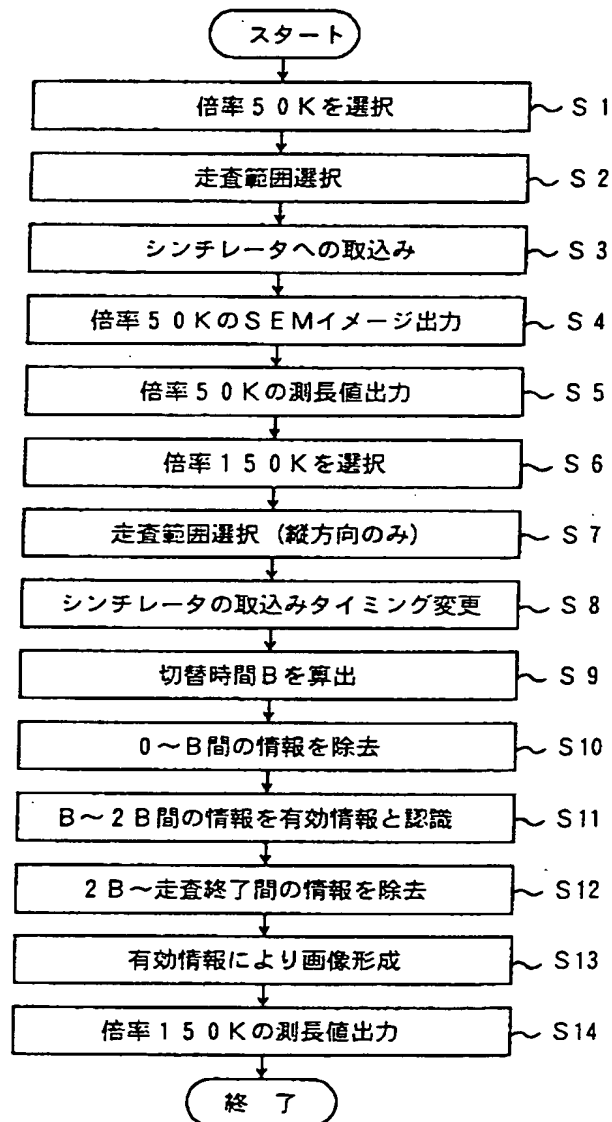 スタート
倍率50Kを選択 ～S1
走査範囲選択 ～S2
シンチレータへの取込み ～S3
倍率50KのSEMイメージ出力 ～S4
倍率50Kの測長値出力 ～S5
倍率150Kを選択 ～S6
走査範囲選択(縦方向のみ) ～S7
シンチレータの取込みタイミング変更 ～S8
切替時間Bを算出 ～S9
0～B間の情報を除去 ～S10
B～2B間の情報を有効情報と認識 ～S11
2B～走査終了間の情報を除去 ～S12
有効情報により画像形成 ～S13
倍率150Kの測長値出力 ～S14
終了